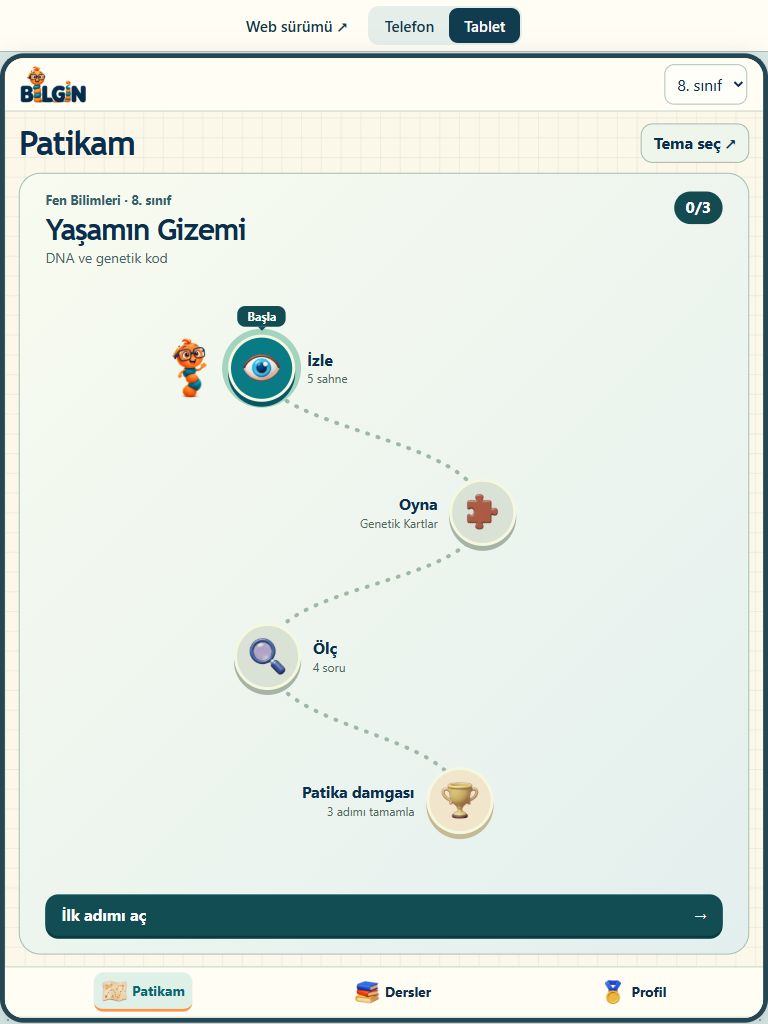 Web sürümü ↗
Telefon
Tablet
BiLGiN
8. sınıf
Patikam
Tema seç ↗
Fen Bilimleri · 8. sınıf
0/3
Yaşamın Gizemi
DNA ve genetik kod
Başla
İzle
5 sahne
Oyna
Genetik Kartlar
Ölç
4 soru
Patika damgası
3 adımı tamamla
İlk adımı aç →
Patikam
Dersler
Profil